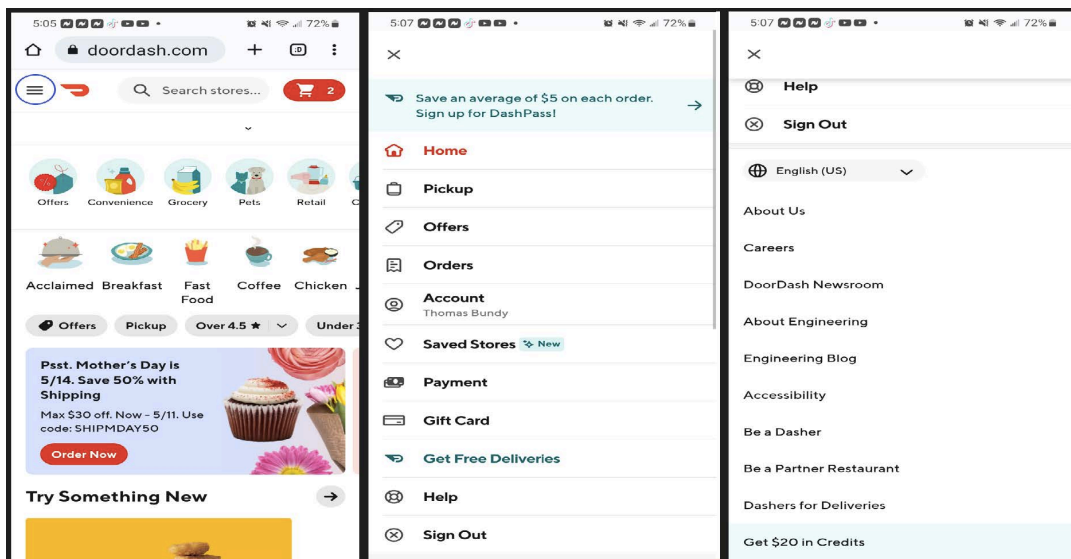 5:05
72%
doordash.com
:D
Search stores...
2
Offers
Convenience
Grocery
Pets
Retail
C
Acclaimed
Breakfast
Fast
Food
Coffee
Chicken
Offers
Pickup
Over 4.5 ★
Under
Psst. Mother's Day is
5/14. Save 50% with
Shipping
Max $30 off. Now - 5/11. Use
code: SHIPMDAY50
Order Now
Try Something New
5:07
72%
Save an average of $5 on each order.
Sign up for DashPass!
Home
Pickup
Offers
Orders
Account
Thomas Bundy
Saved Stores
New
Payment
Gift Card
Get Free Deliveries
Help
Sign Out
5:07
72%
Help
Sign Out
English (US)
About Us
Careers
DoorDash Newsroom
About Engineering
Engineering Blog
Accessibility
Be a Dasher
Be a Partner Restaurant
Dashers for Deliveries
Get $20 in Credits